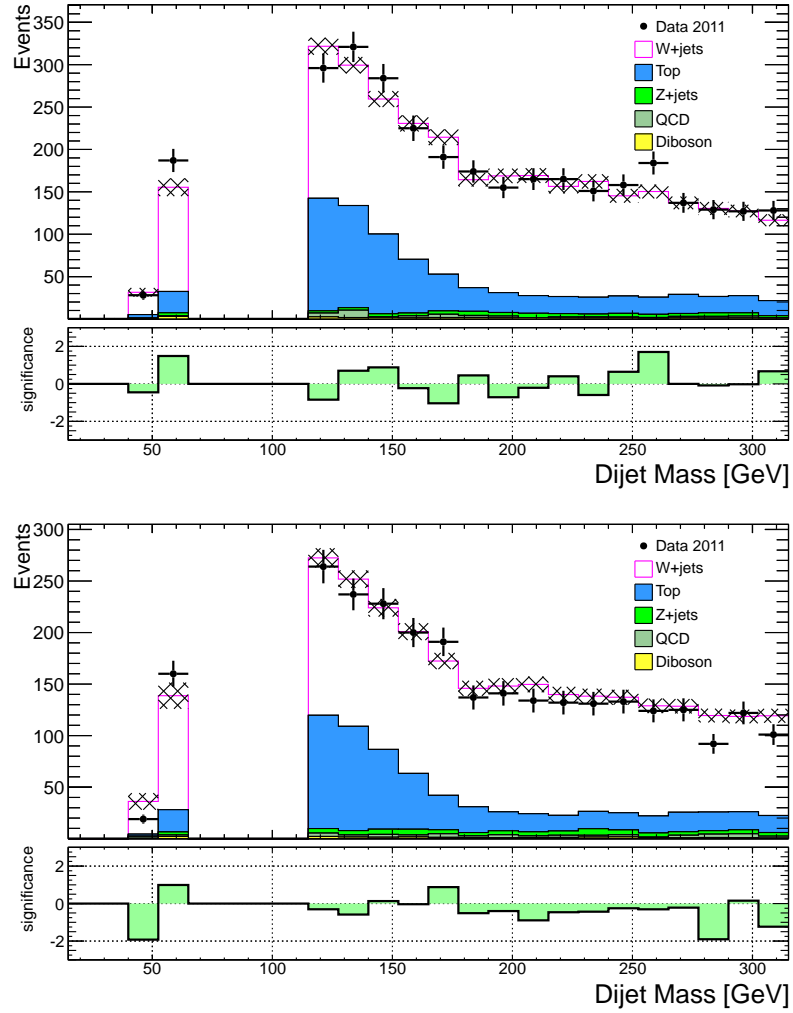 Events
350
300
250
200
150
100
50
Data 2011
W+jets
Top
Z+jets
QCD
Diboson
significance
2
0
-2
50 100 150 200 250 300
Dijet Mass [GeV]
Events
300
250
200
150
100
50
Data 2011
W+jets
Top
Z+jets
QCD
Diboson
significance
2
0
-2
50 100 150 200 250 300
Dijet Mass [GeV]